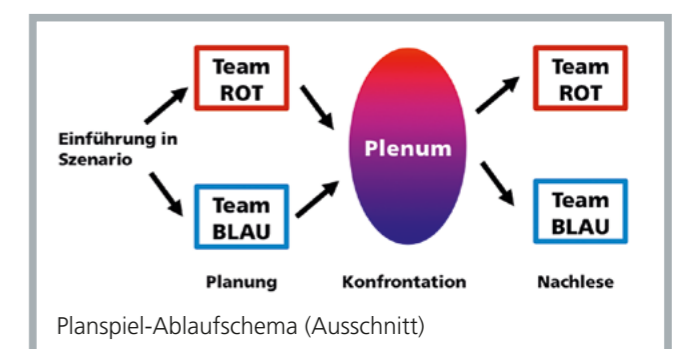 Team
ROT
Team
ROT
Einführung in
Szenario
Plenum
Team
BLAU
Team
BLAU
Planung
Konfrontation
Nachlese
Planspiel-Ablaufschema (Ausschnitt)